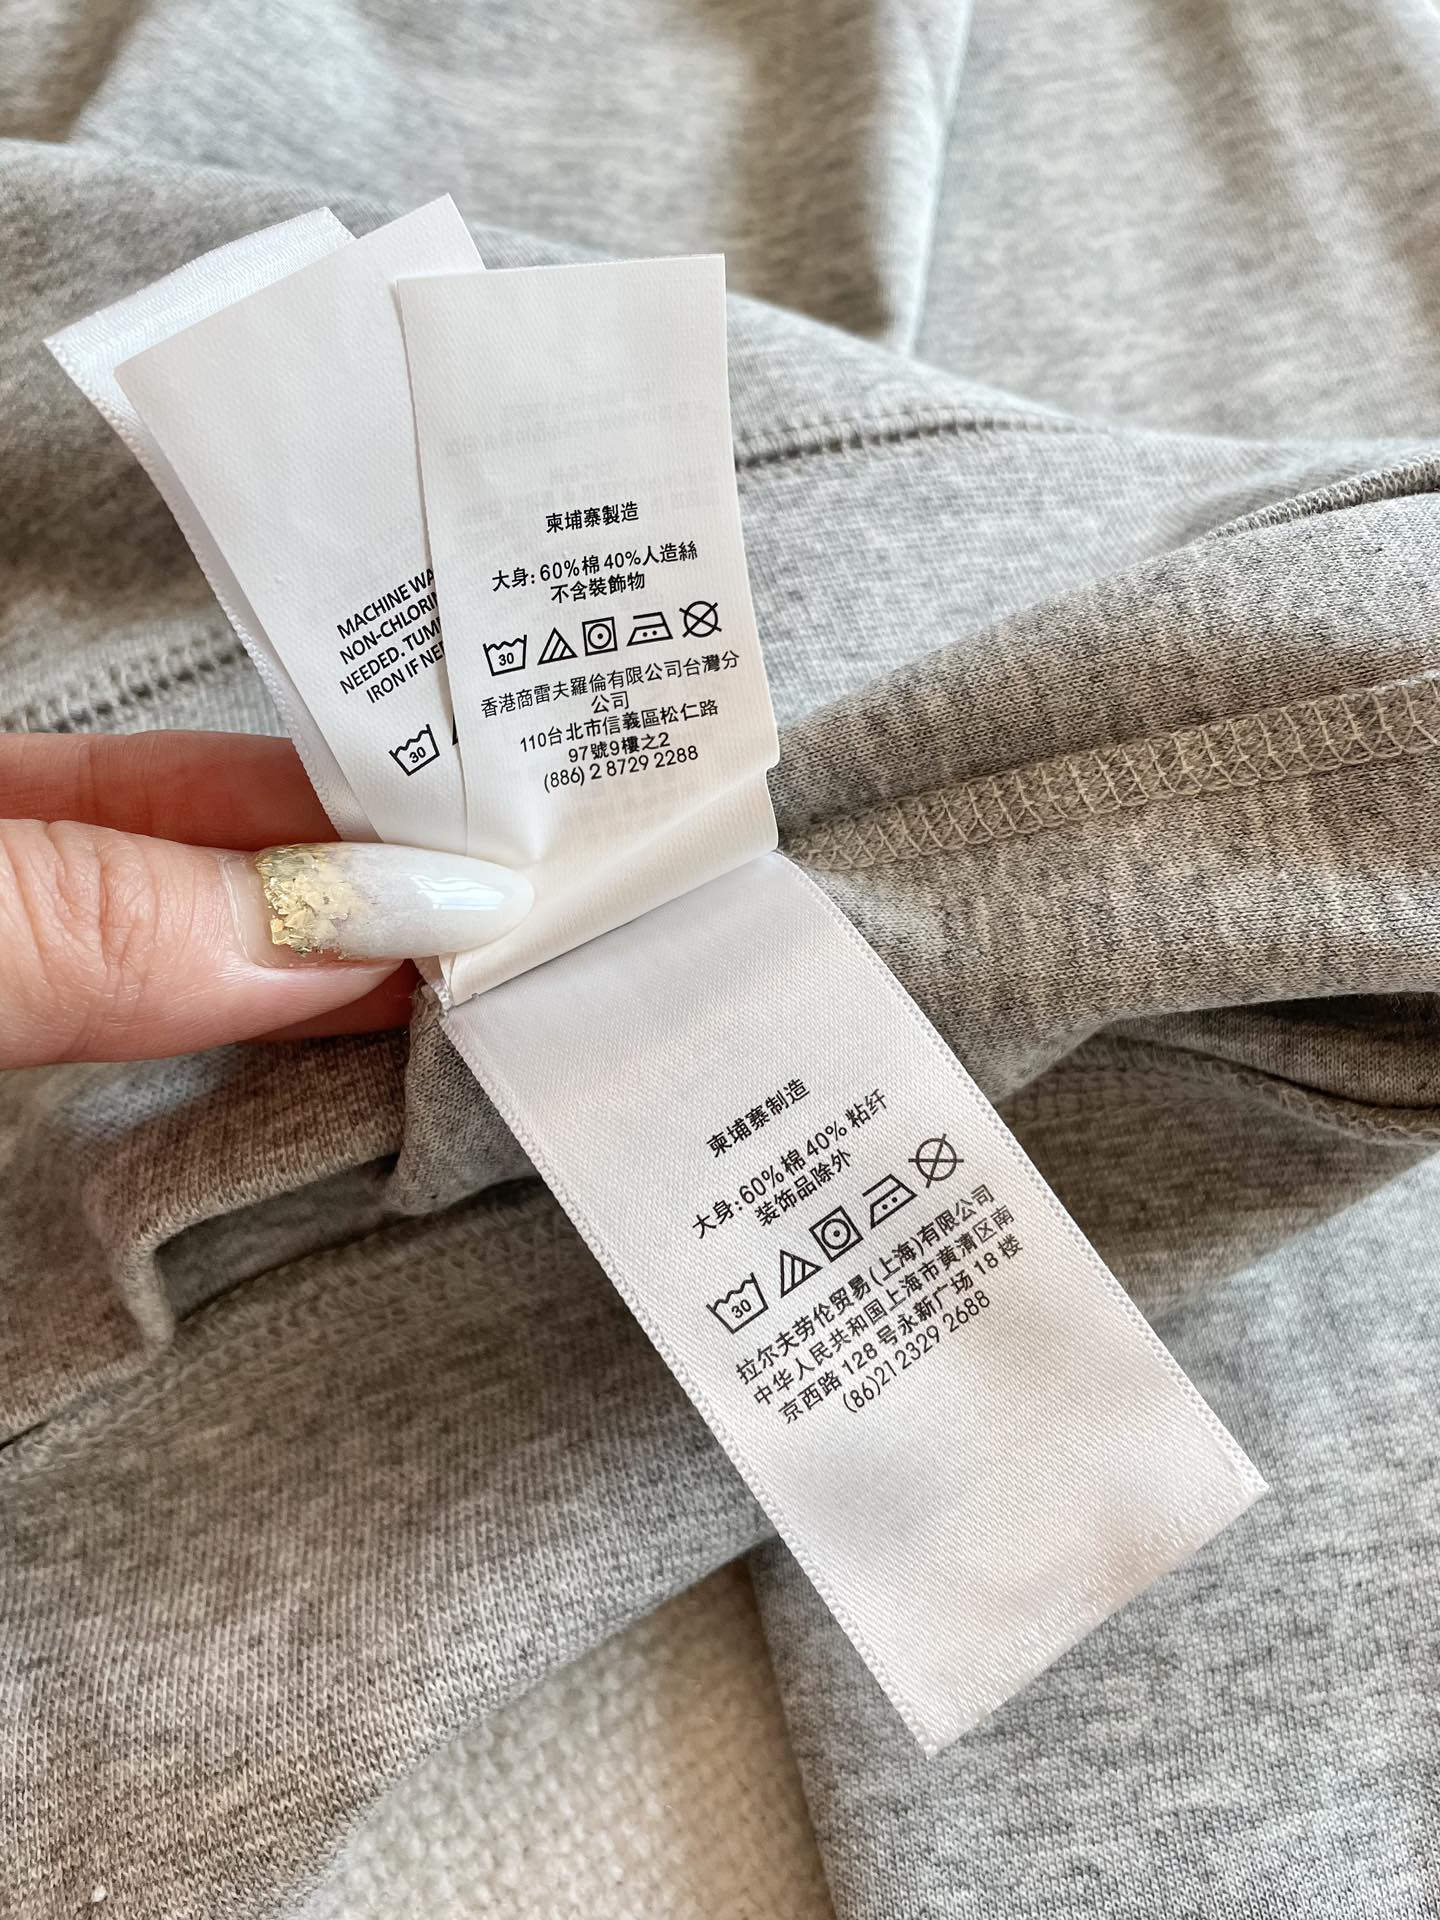 MACHINE WA
NON-CHLORIN
NEEDED. TUM
IRON IF NE
30
柬埔寨製造
大身: 60%棉 40%人造絲
不含裝飾物
30
香港商雷夫羅倫有限公司台灣分
公司
110台北市信義區松仁路
97號9樓之2
(886) 2 8729 2288
柬埔寨制造
大身: 60%棉 40% 粘纤
装饰品除外
30
拉尔夫劳伦贸易(上海)有限公司
中华人民共和国上海市黄浦区南
京西路 128 号永新广场 18 楼
(86)21 2329 2688